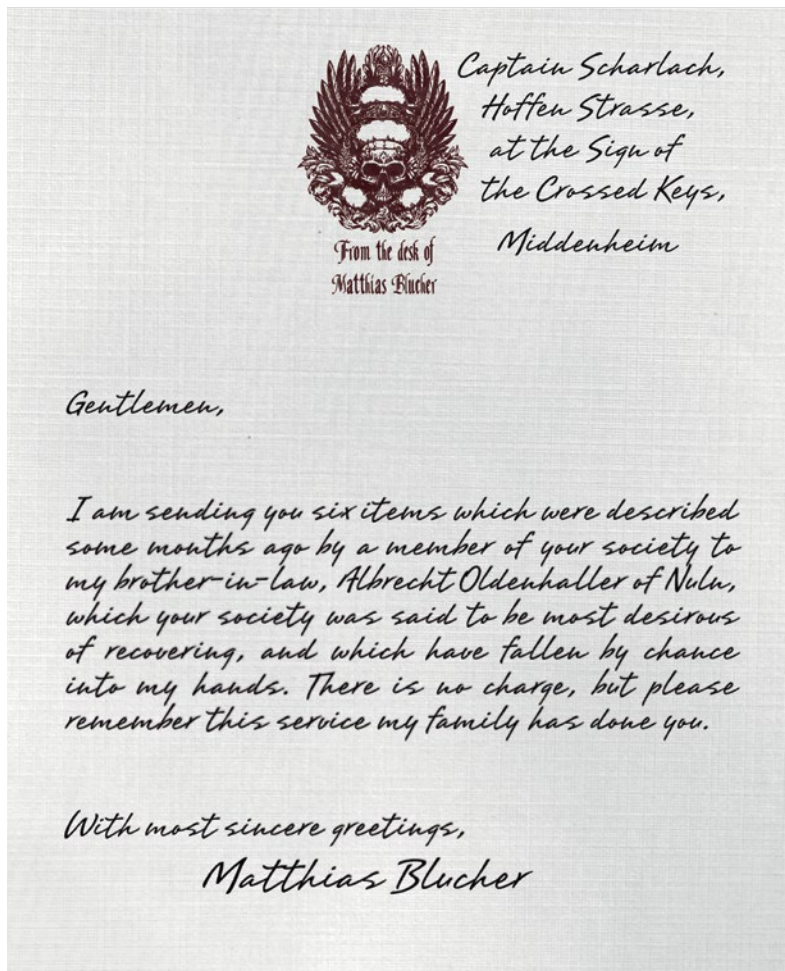 Captain Scharlach,
Hoffen Strasse,
at the Sign of
the Crossed Keys,
Middenheim
From the desk of
Matthias Blucher
Gentlemen,
I am sending you six items which were described
some months ago by a member of your society to
my brother-in-law, Albrecht Oldenhaller of Nuln,
which your society was said to be most desirous
of recovering, and which have fallen by chance
into my hands. There is no charge, but please
remember this service my family has done you.
With most sincere greetings,
Matthias Blucher